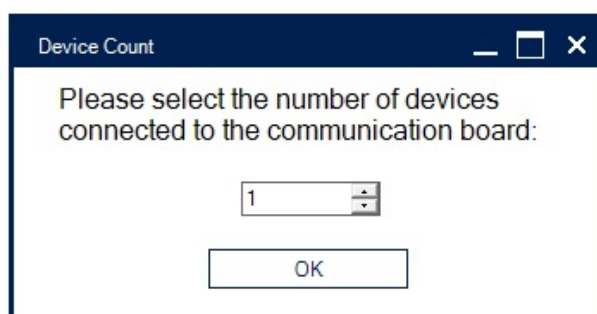 Device Count
Please select the number of devices
connected to the communication board:
1
OK